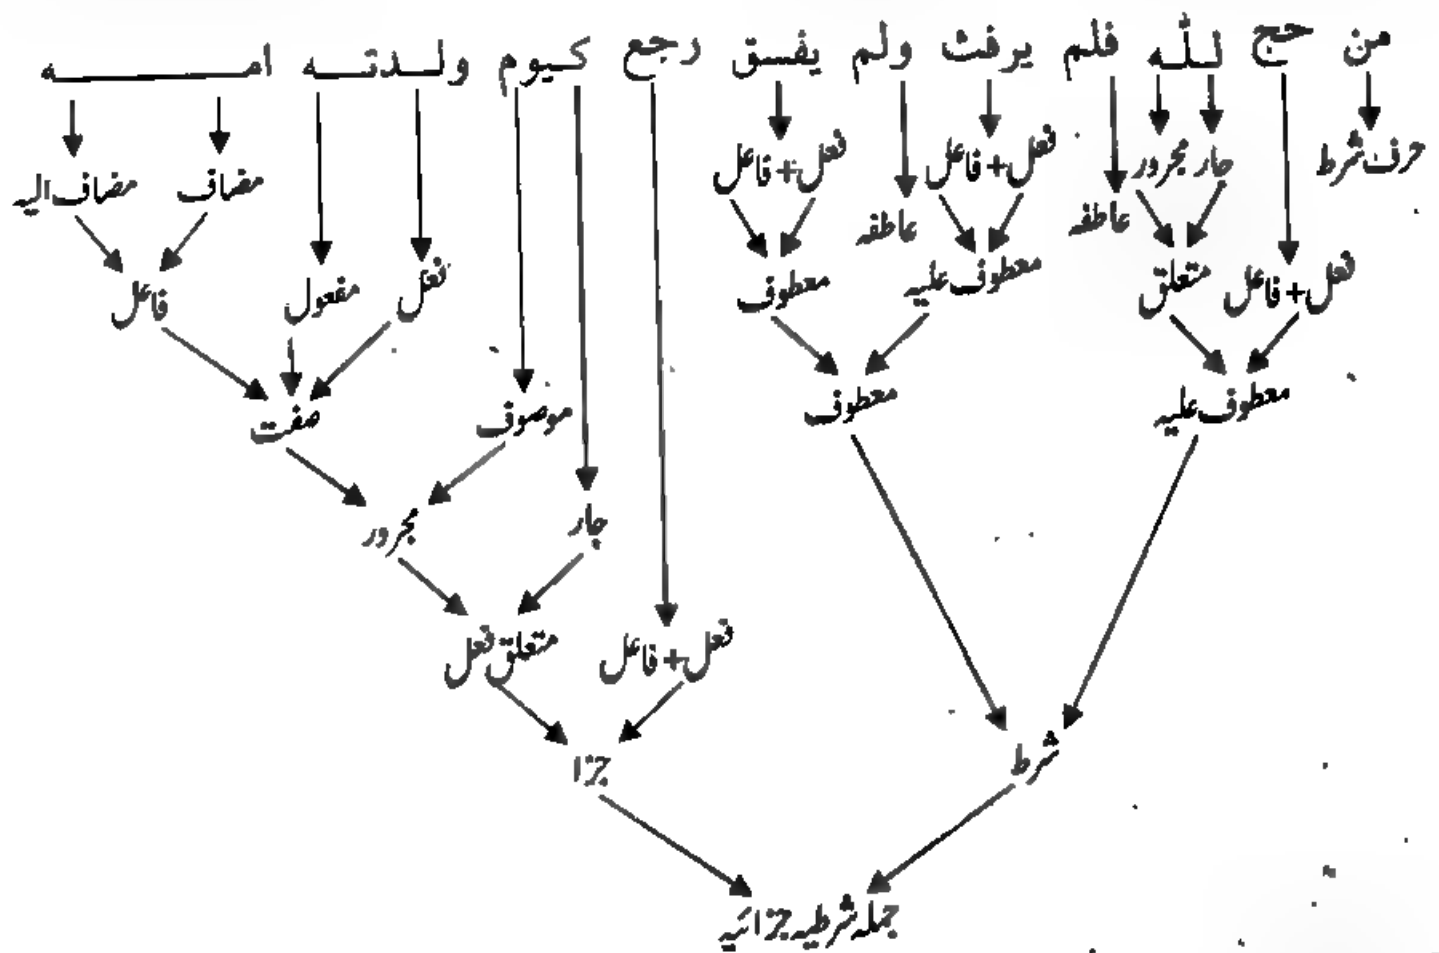 من حج لله فلم يرفث ولم يفسق رجع كيوم ولدته امه
حرف شرط جار مجرور فعل+فاعل فعل+فاعل مضاف مضاف الیہ
عاطفہ عاطفہ
فعل+فاعل متعلق معطوف علیہ معطوف فعل مفعول فاعل
معطوف علیہ معطوف موصوف صفت
جار مجرور
فعل+فاعل متعلق فعل
شرط جزا
جملہ شرطیہ جزائیہ